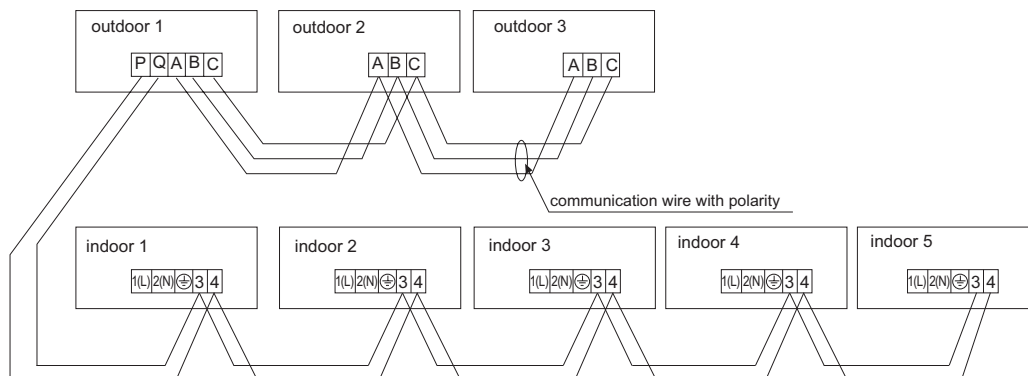 outdoor 1
outdoor 2
outdoor 3
P Q A B C
A B C
A B C
communication wire with polarity
indoor 1
indoor 2
indoor 3
indoor 4
indoor 5
1(L) 2(N) ⏚ 3 4
1(L) 2(N) ⏚ 3 4
1(L) 2(N) ⏚ 3 4
1(L) 2(N) ⏚ 3 4
1(L) 2(N) ⏚ 3 4